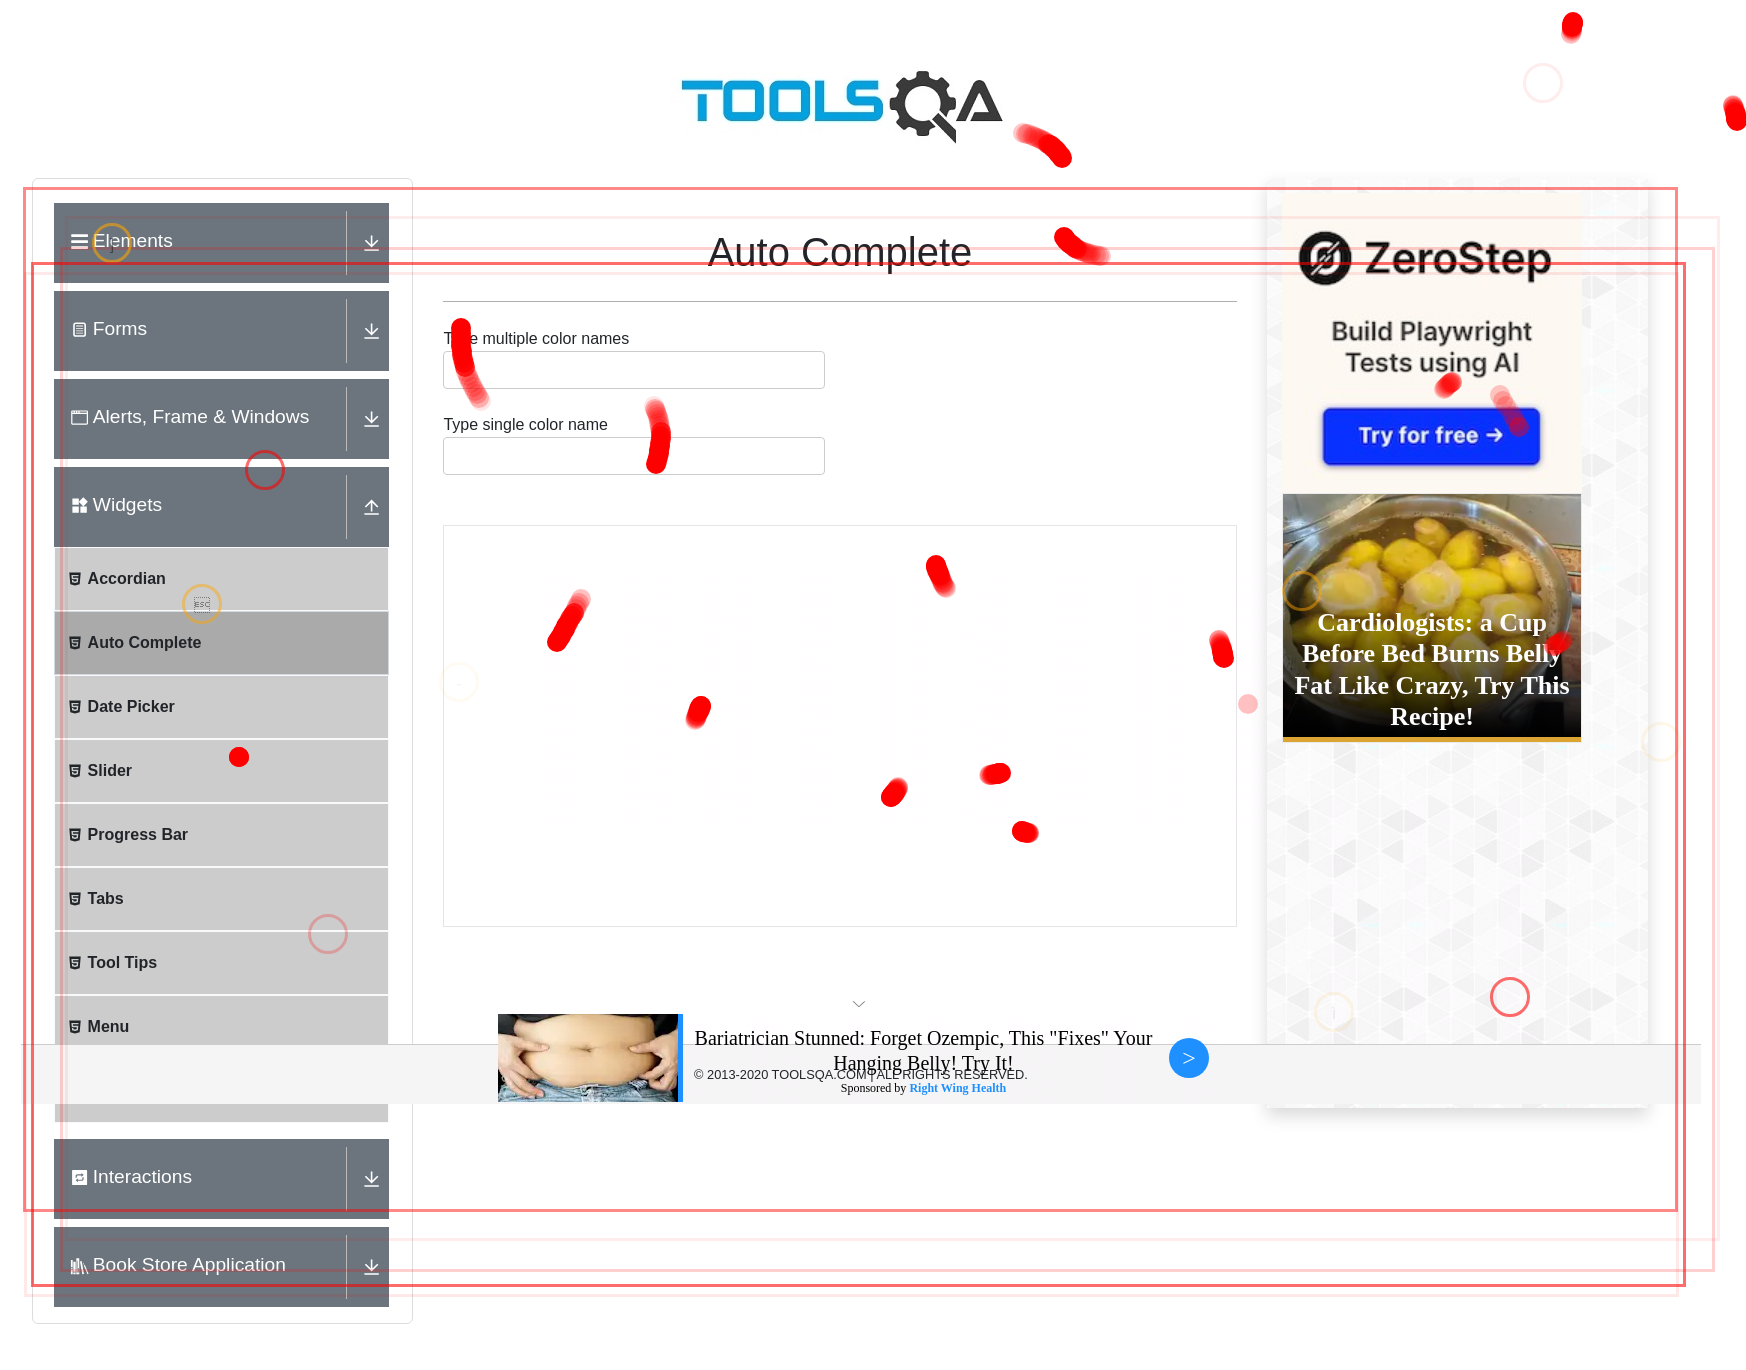 TOOLSQA
Elements
Forms
Alerts, Frame & Windows
Widgets
Accordian
ESC
Auto Complete
Date Picker
Slider
Progress Bar
Tabs
Tool Tips
Menu
Interactions
Book Store Application
Auto Complete
multiple color names
Type single color name
ZeroStep
Build Playwright
Tests using AI
Try for free →
Cardiologists: a Cup
Before Bed Burns Belly
Fat Like Crazy, Try This
Recipe!
Bariatrician Stunned: Forget Ozempic, This "Fixes" Your
Hanging Belly! Try It!
>
© 2013-2020 TOOLSQA.COM | ALL RIGHTS RESERVED.
Sponsored by Right Wing Health